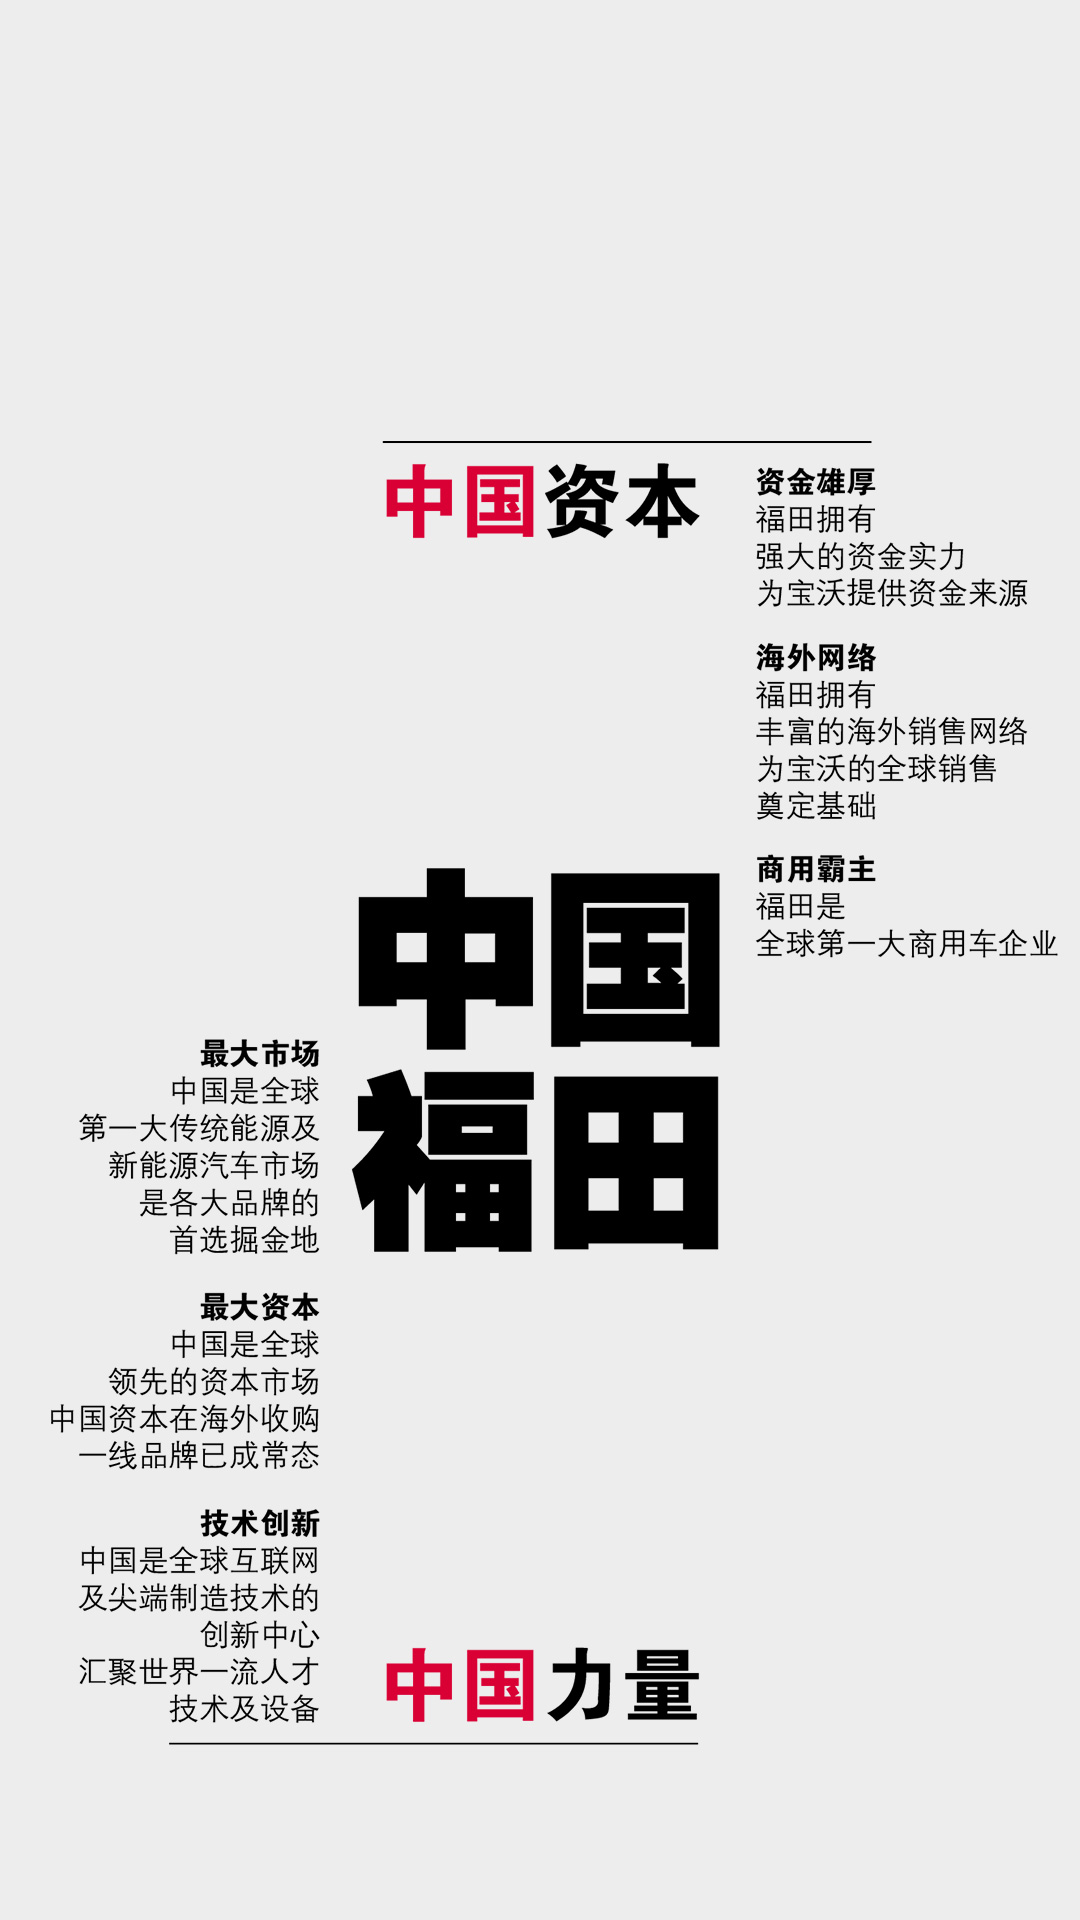 中国资本
资金雄厚
福田拥有
强大的资金实力
为宝沃提供资金来源
海外网络
福田拥有
丰富的海外销售网络
为宝沃的全球销售
奠定基础
商用霸主
福田是
全球第一大商用车企业
中国
福田
最大市场
中国是全球
第一大传统能源及
新能源汽车市场
是各大品牌的
首选掘金地
最大资本
中国是全球
领先的资本市场
中国资本在海外收购
一线品牌已成常态
技术创新
中国是全球互联网
及尖端制造技术的
创新中心
汇聚世界一流人才
技术及设备
中国力量